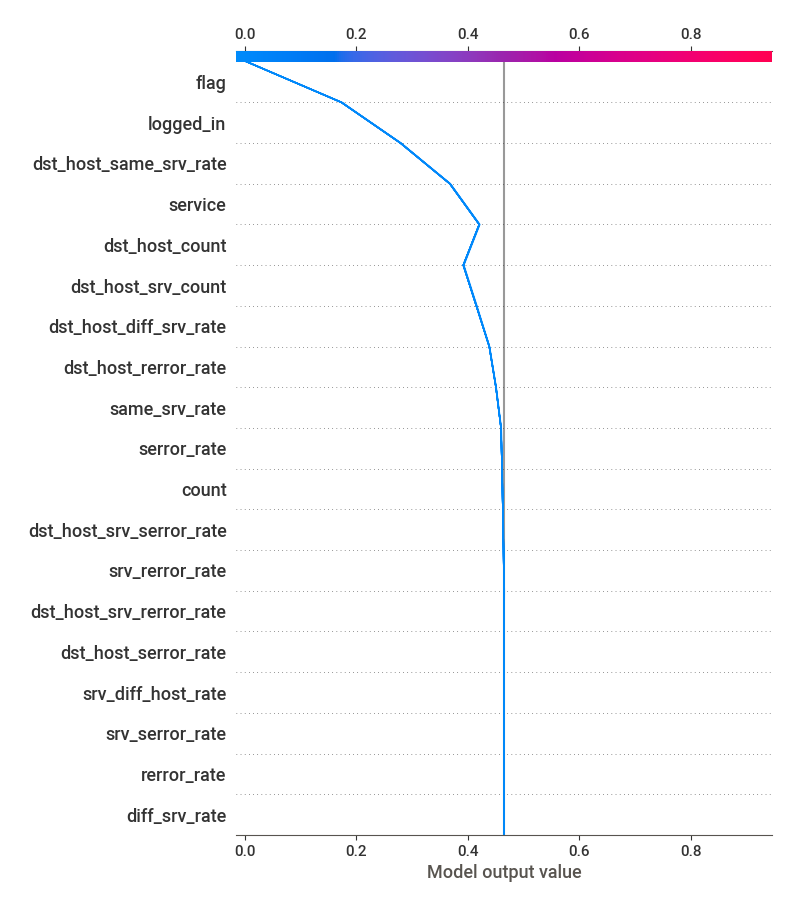 0.0 0.2 0.4 0.6 0.8
flag
logged_in
dst_host_same_srv_rate
service
dst_host_count
dst_host_srv_count
dst_host_diff_srv_rate
dst_host_rerror_rate
same_srv_rate
serror_rate
count
dst_host_srv_serror_rate
srv_rerror_rate
dst_host_srv_rerror_rate
dst_host_serror_rate
srv_diff_host_rate
srv_serror_rate
rerror_rate
diff_srv_rate
0.0 0.2 0.4 0.6 0.8
Model output value